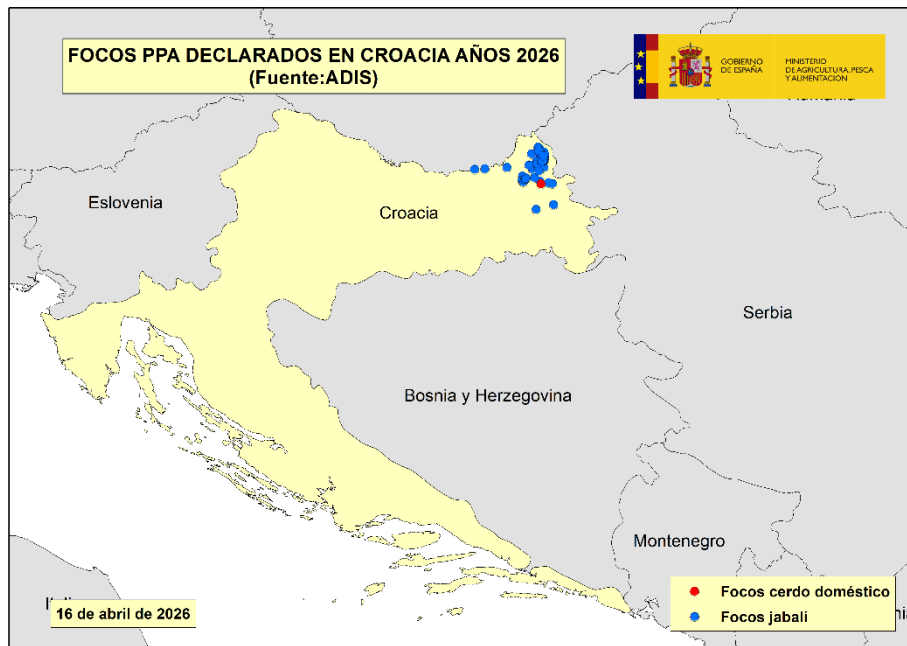 FOCOS PPA DECLARADOS EN CROACIA AÑOS 2026
(Fuente:ADIS)
GOBIERNO
DE ESPAÑA
MINISTERIO
DE AGRICULTURA, PESCA
Y ALIMENTACIÓN
Eslovenia
Croacia
Serbia
Bosnia y Herzegovina
Montenegro
16 de abril de 2026
Focos cerdo doméstico
Focos jabalí